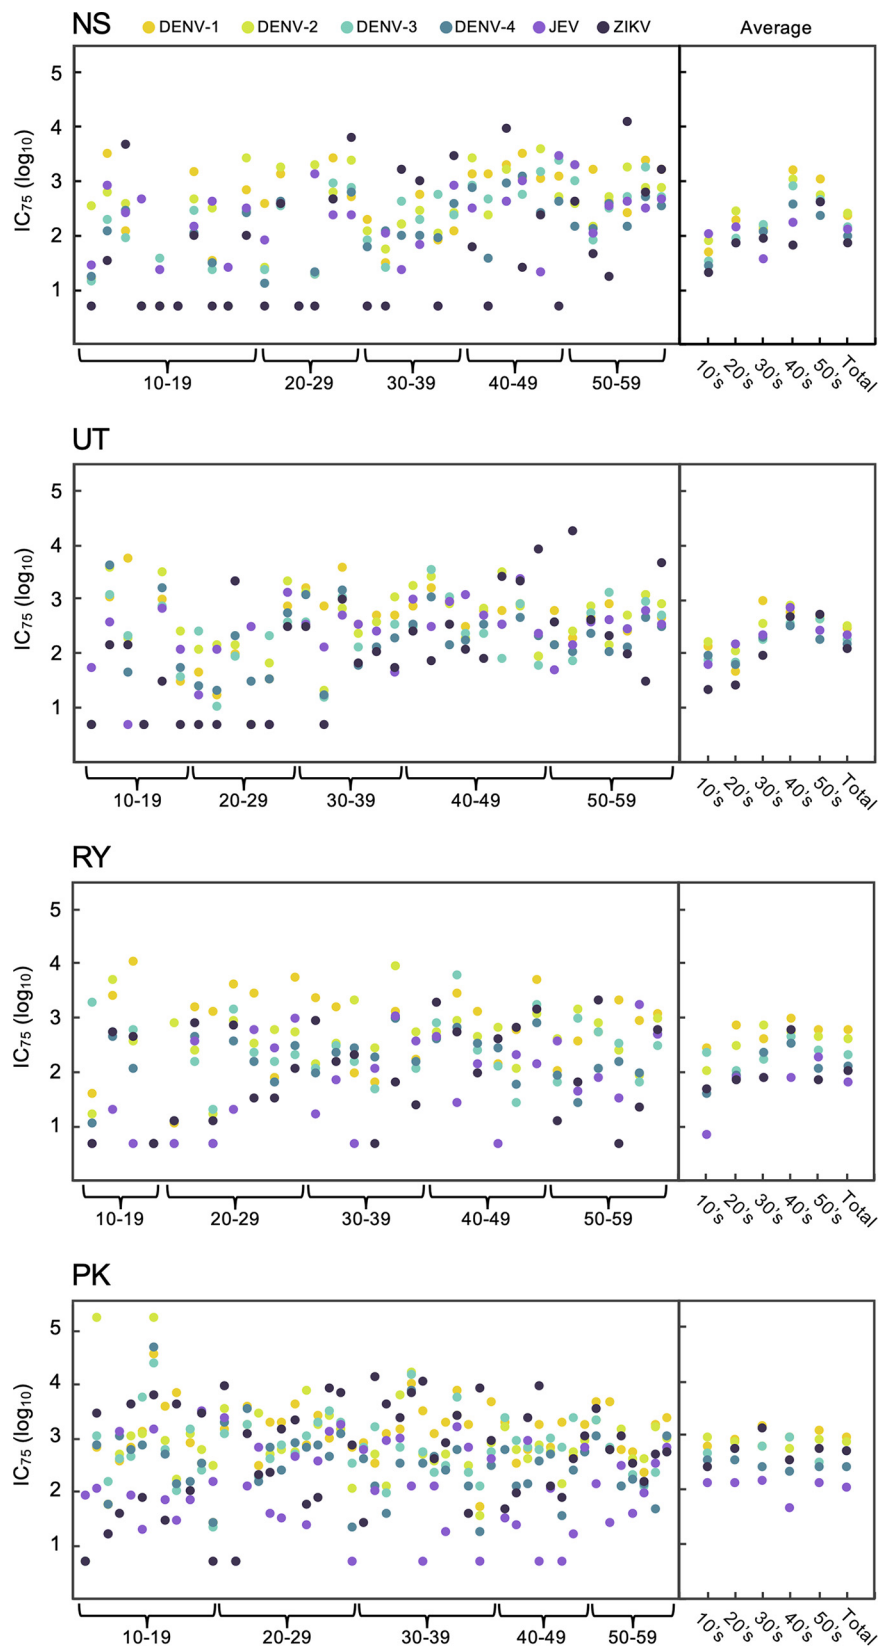 NS DENV-1 DENV-2 DENV-3 DENV-4 JEV ZIKV Average
5
4
3
2
1
IC75 (log10)
10-19 20-29 30-39 40-49 50-59
10's 20's 30's 40's 50's Total
UT
5
4
3
2
1
IC75 (log10)
10-19 20-29 30-39 40-49 50-59
10's 20's 30's 40's 50's Total
RY
5
4
3
2
1
IC75 (log10)
10-19 20-29 30-39 40-49 50-59
10's 20's 30's 40's 50's Total
PK
5
4
3
2
1
IC75 (log10)
10-19 20-29 30-39 40-49 50-59
10's 20's 30's 40's 50's Total